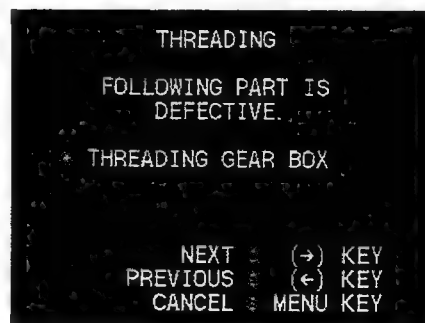 THREADING
FOLLOWING PART IS
DEFECTIVE.
* THREADING GEAR BOX
NEXT : (→) KEY
PREVIOUS : (←) KEY
CANCEL : MENU KEY